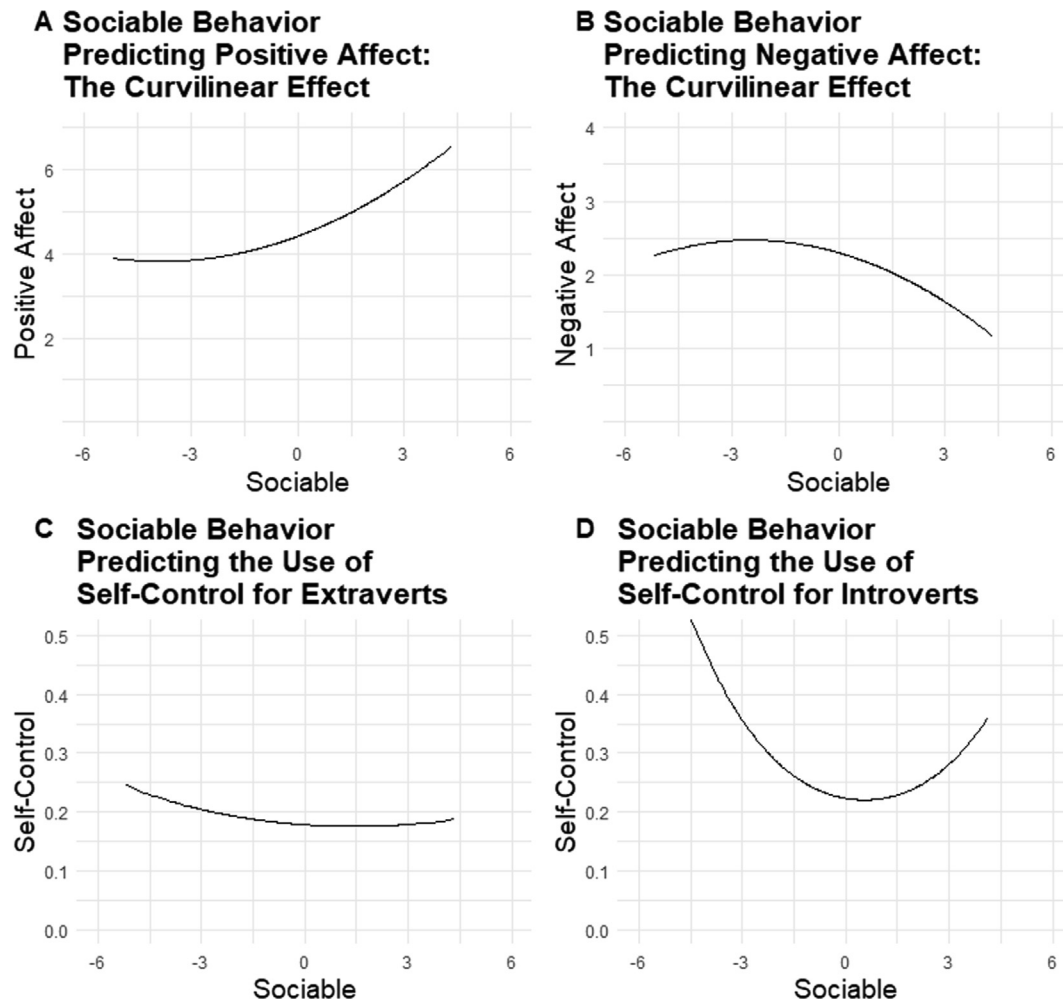 A Sociable Behavior
Predicting Positive Affect:
The Curvilinear Effect
Positive Affect
6
4
2
-6 -3 0 3 6
Sociable
B Sociable Behavior
Predicting Negative Affect:
The Curvilinear Effect
Negative Affect
4
3
2
1
-6 -3 0 3 6
Sociable
C Sociable Behavior
Predicting the Use of
Self-Control for Extraverts
Self-Control
0.5
0.4
0.3
0.2
0.1
0.0
-6 -3 0 3 6
Sociable
D Sociable Behavior
Predicting the Use of
Self-Control for Introverts
Self-Control
0.5
0.4
0.3
0.2
0.1
0.0
-6 -3 0 3 6
Sociable